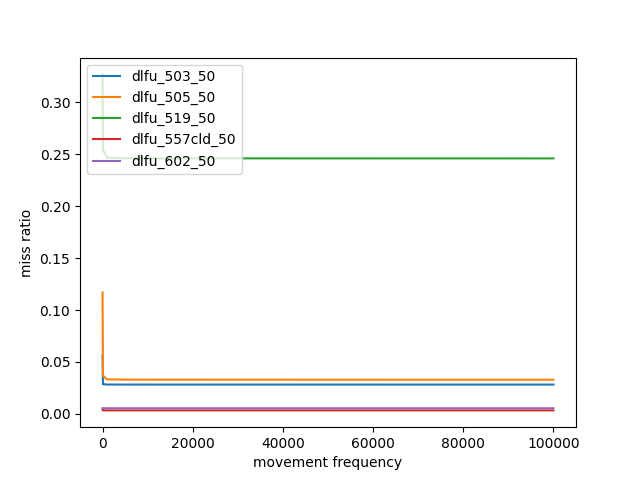 dlfu_503_50
dlfu_505_50
dlfu_519_50
dlfu_557cld_50
dlfu_602_50
0.30
0.25
0.20
0.15
0.10
0.05
0.00
miss ratio
0 20000 40000 60000 80000 100000
movement frequency